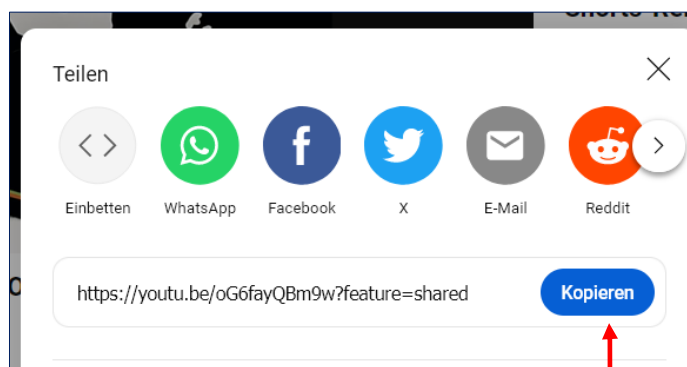 Teilen
Einbetten WhatsApp Facebook X E-Mail Reddit
https://youtu.be/oG6fayQBm9w?feature=shared Kopieren